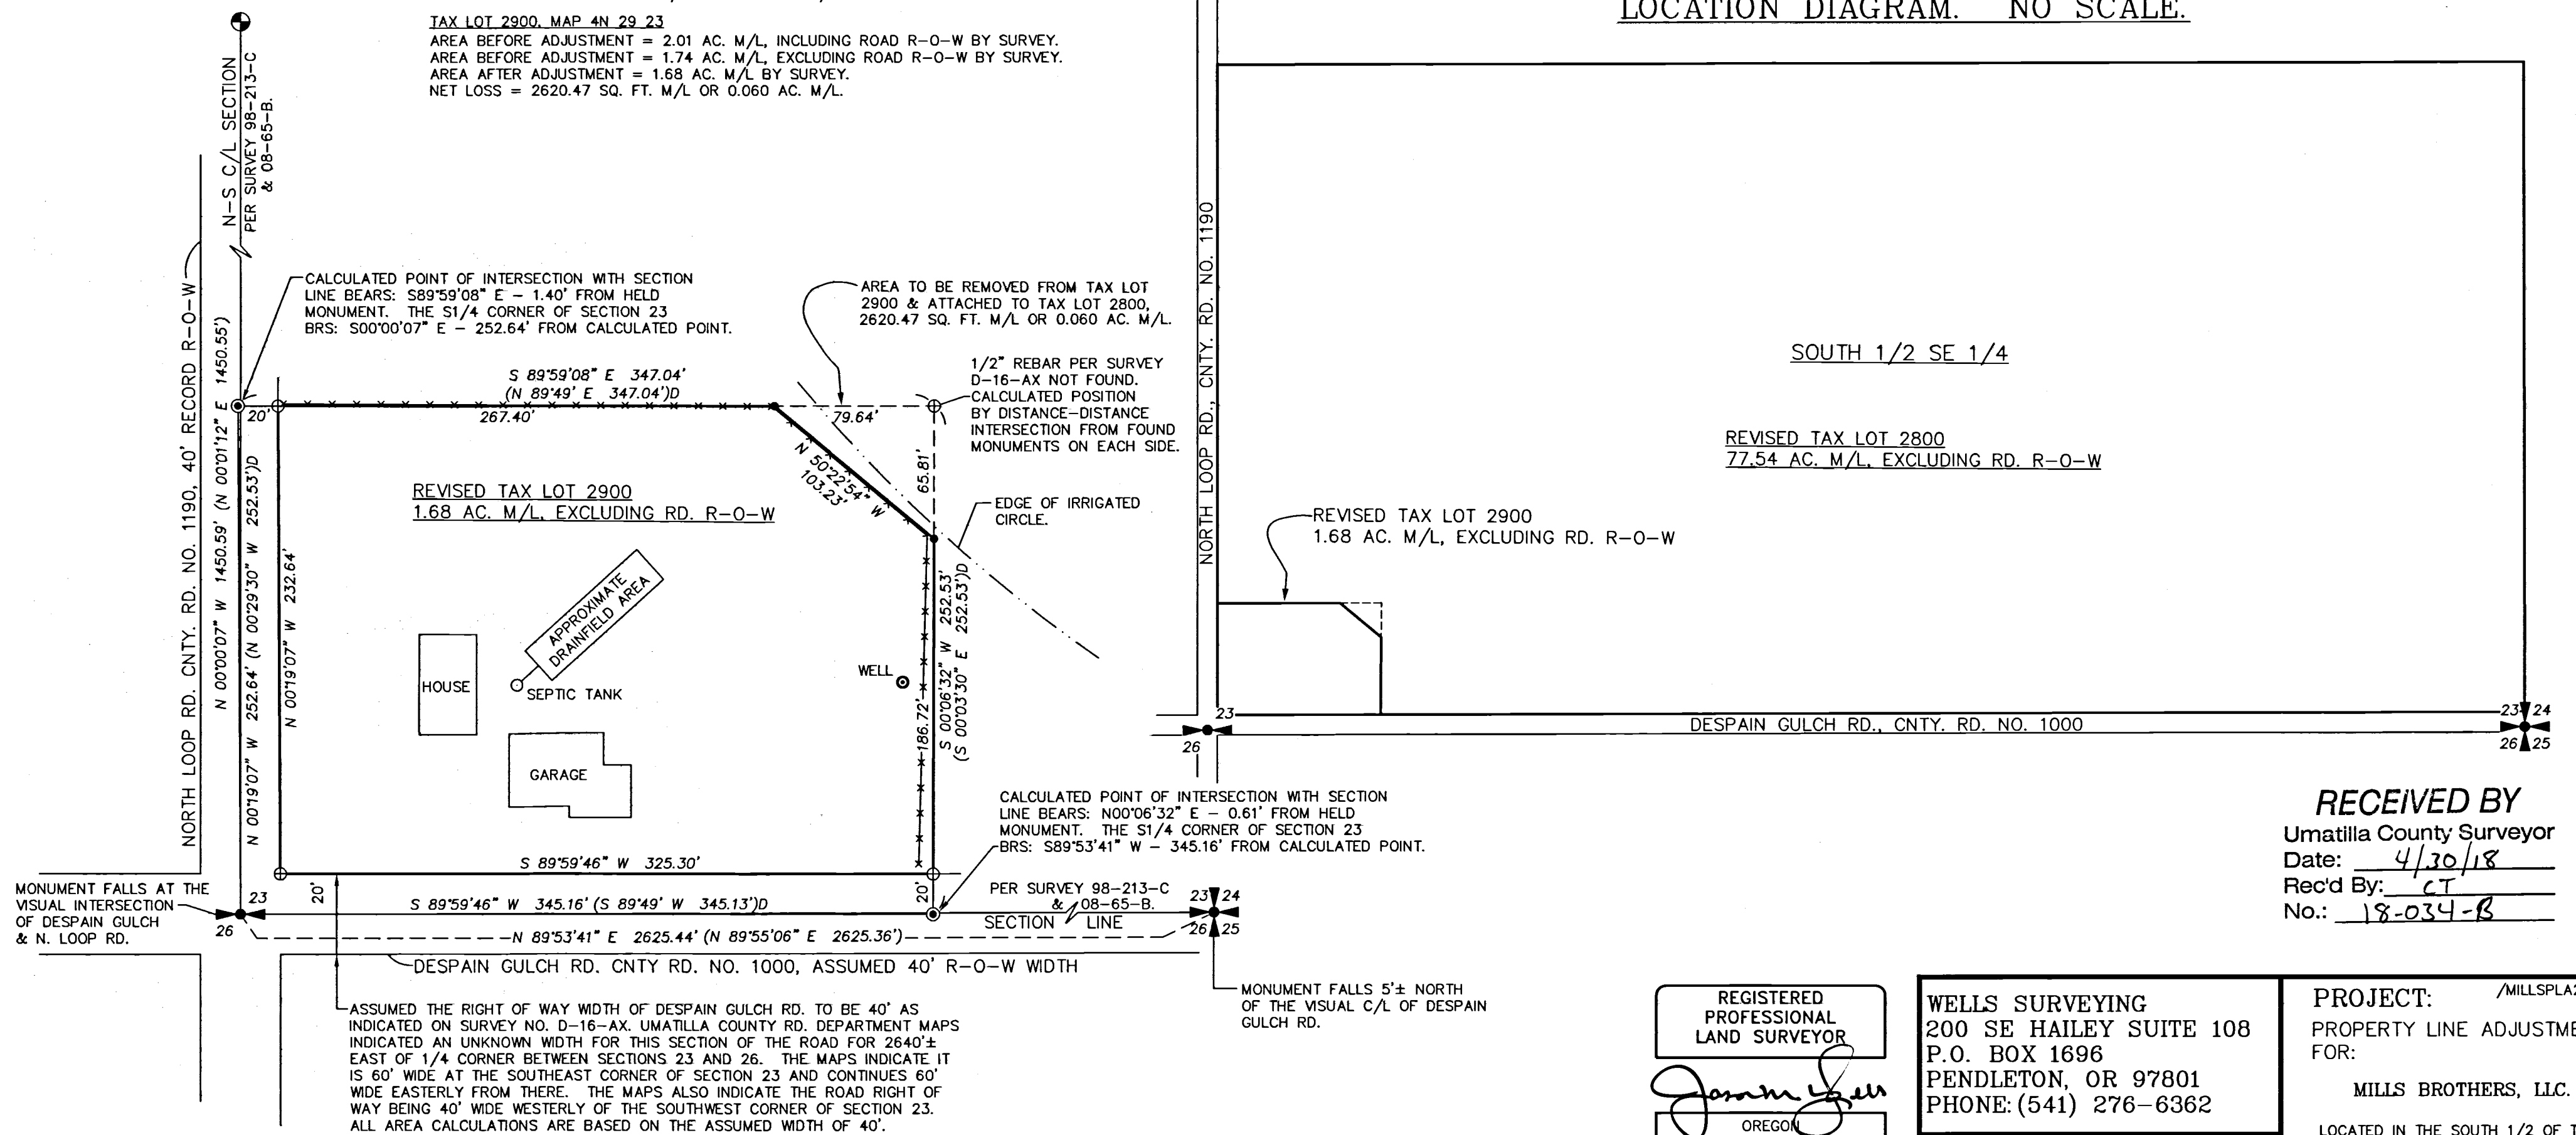 LOCATION DIAGRAM. NO SCALE.
TAX LOT 2900, MAP 4N 29 23
AREA BEFORE ADJUSTMENT = 2.01 AC. M/L, INCLUDING ROAD R-O-W BY SURVEY.
AREA BEFORE ADJUSTMENT = 1.74 AC. M/L, EXCLUDING ROAD R-O-W BY SURVEY.
AREA AFTER ADJUSTMENT = 1.68 AC. M/L BY SURVEY.
NET LOSS = 2620.47 SQ. FT. M/L OR 0.060 AC. M/L.
N-S C/L SECTION
PER SURVEY 98-213-C
& 08-65-B.
NORTH LOOP RD. CNTY. RD. NO. 1190, 40' RECORD R-O-W
N 00°00'07" W 1450.59' (N 00°01'12" E 1450.55')
N 00°19'07" W 252.64' (N 00°29'30" W 252.53')D
N 00°19'07" W 232.64'
CALCULATED POINT OF INTERSECTION WITH SECTION
LINE BEARS: S89°59'08" E - 1.40' FROM HELD
MONUMENT. THE S1/4 CORNER OF SECTION 23
BRS: S00°00'07" E - 252.64' FROM CALCULATED POINT.
AREA TO BE REMOVED FROM TAX LOT
2900 & ATTACHED TO TAX LOT 2800,
2620.47 SQ. FT. M/L OR 0.060 AC. M/L.
1/2" REBAR PER SURVEY
D-16-AX NOT FOUND.
CALCULATED POSITION
BY DISTANCE-DISTANCE
INTERSECTION FROM FOUND
MONUMENTS ON EACH SIDE.
S 89°59'08" E 347.04'
(N 89°49' E 347.04')D
20'
267.40'
79.64'
65.81'
N 50°22'54" W
103.23'
EDGE OF IRRIGATED
CIRCLE.
REVISED TAX LOT 2900
1.68 AC. M/L, EXCLUDING RD. R-O-W
APPROXIMATE
DRAINFIELD AREA
HOUSE
SEPTIC TANK
WELL
GARAGE
186.72'
S 00°06'32" W 252.53'
(S 00°03'30" E 252.53')D
CALCULATED POINT OF INTERSECTION WITH SECTION
LINE BEARS: N00°06'32" E - 0.61' FROM HELD
MONUMENT. THE S1/4 CORNER OF SECTION 23
BRS: S89°53'41" W - 345.16' FROM CALCULATED POINT.
S 89°59'46" W 325.30'
20'
20'
MONUMENT FALLS AT THE
VISUAL INTERSECTION
OF DESPAIN GULCH
& N. LOOP RD.
23
26
S 89°59'46" W 345.16' (S 89°49' W 345.13')D
PER SURVEY 98-213-C
& 08-65-B.
SECTION LINE
23 24
26 25
N 89°53'41" E 2625.44' (N 89°55'06" E 2625.36')
DESPAIN GULCH RD. CNTY RD. NO. 1000, ASSUMED 40' R-O-W WIDTH
MONUMENT FALLS 5'± NORTH
OF THE VISUAL C/L OF DESPAIN
GULCH RD.
ASSUMED THE RIGHT OF WAY WIDTH OF DESPAIN GULCH RD. TO BE 40' AS
INDICATED ON SURVEY NO. D-16-AX. UMATILLA COUNTY RD. DEPARTMENT MAPS
INDICATED AN UNKNOWN WIDTH FOR THIS SECTION OF THE ROAD FOR 2640'±
EAST OF 1/4 CORNER BETWEEN SECTIONS 23 AND 26. THE MAPS INDICATE IT
IS 60' WIDE AT THE SOUTHEAST CORNER OF SECTION 23 AND CONTINUES 60'
WIDE EASTERLY FROM THERE. THE MAPS ALSO INDICATE THE ROAD RIGHT OF
WAY BEING 40' WIDE WESTERLY OF THE SOUTHWEST CORNER OF SECTION 23.
ALL AREA CALCULATIONS ARE BASED ON THE ASSUMED WIDTH OF 40'.
NORTH LOOP RD., CNTY. RD. NO. 1190
SOUTH 1/2 SE 1/4
REVISED TAX LOT 2800
77.54 AC. M/L, EXCLUDING RD. R-O-W
REVISED TAX LOT 2900
1.68 AC. M/L, EXCLUDING RD. R-O-W
23
26
DESPAIN GULCH RD., CNTY. RD. NO. 1000
23 24
26 25
RECEIVED BY
Umatilla County Surveyor
Date: 4/30/18
Rec'd By: CT
No.: 18-034-B
REGISTERED
PROFESSIONAL
LAND SURVEYOR
OREGON
WELLS SURVEYING
200 SE HAILEY SUITE 108
P.O. BOX 1696
PENDLETON, OR 97801
PHONE: (541) 276-6362
PROJECT: /MILLSPLA
PROPERTY LINE ADJUSTME
FOR:
MILLS BROTHERS, LLC.
LOCATED IN THE SOUTH 1/2 OF